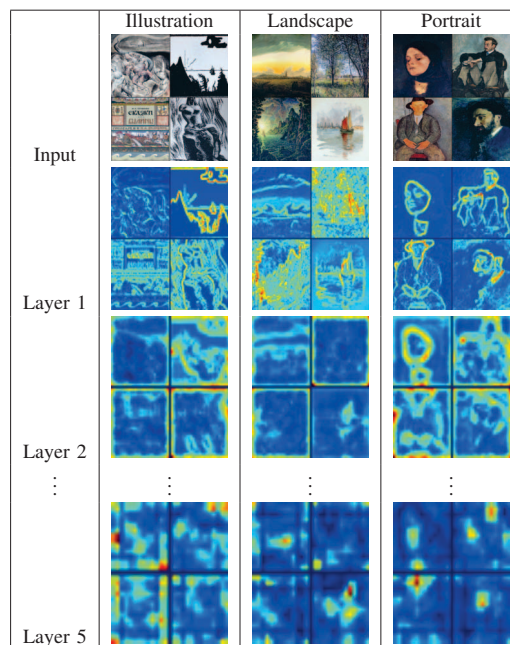 Illustration Landscape Portrait
Input
Layer 1
Layer 2
⋮ ⋮ ⋮ ⋮
Layer 5